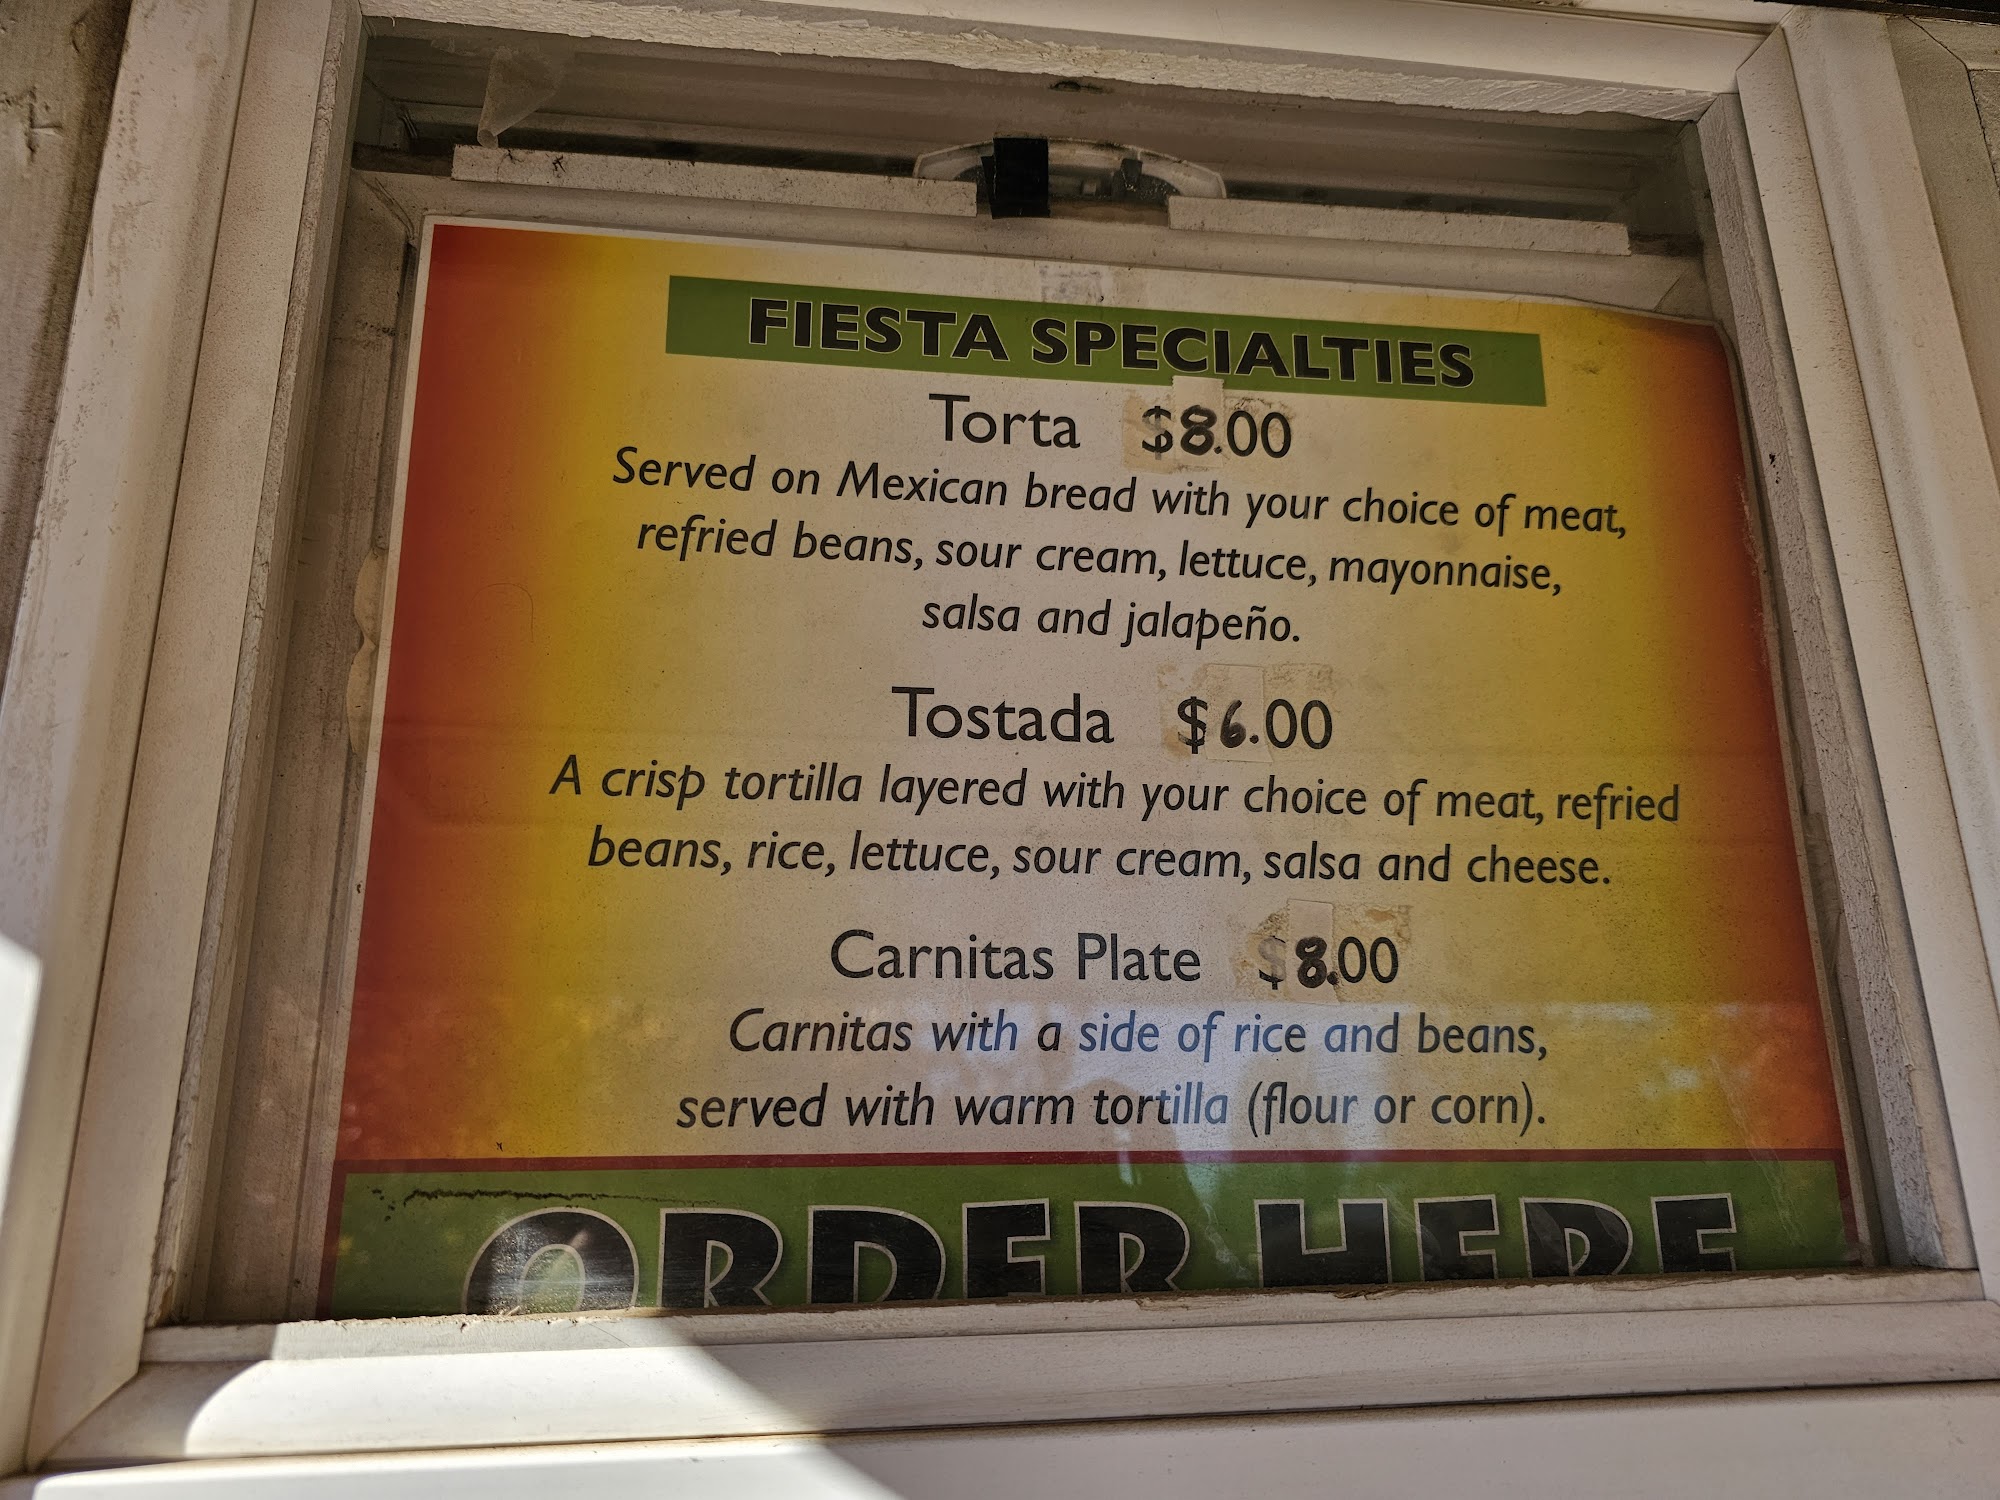 FIESTA SPECIALTIES
Torta $8.00
Served on Mexican bread with your choice of meat,
refried beans, sour cream, lettuce, mayonnaise,
salsa and jalapeño.
Tostada $6.00
A crisp tortilla layered with your choice of meat, refried
beans, rice, lettuce, sour cream, salsa and cheese.
Carnitas Plate $8.00
Carnitas with a side of rice and beans,
served with warm tortilla (flour or corn).
ORDER HERE